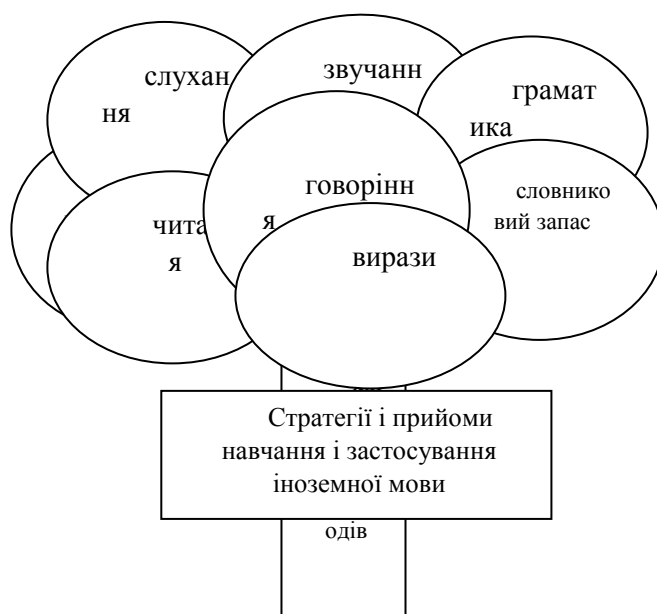 слухан
ня
звучанн
грамат
ика
говорінн
я
словнико
вий запас
чита
я
вирази
Стратегії і прийоми
навчання і застосування
іноземної мови
одів